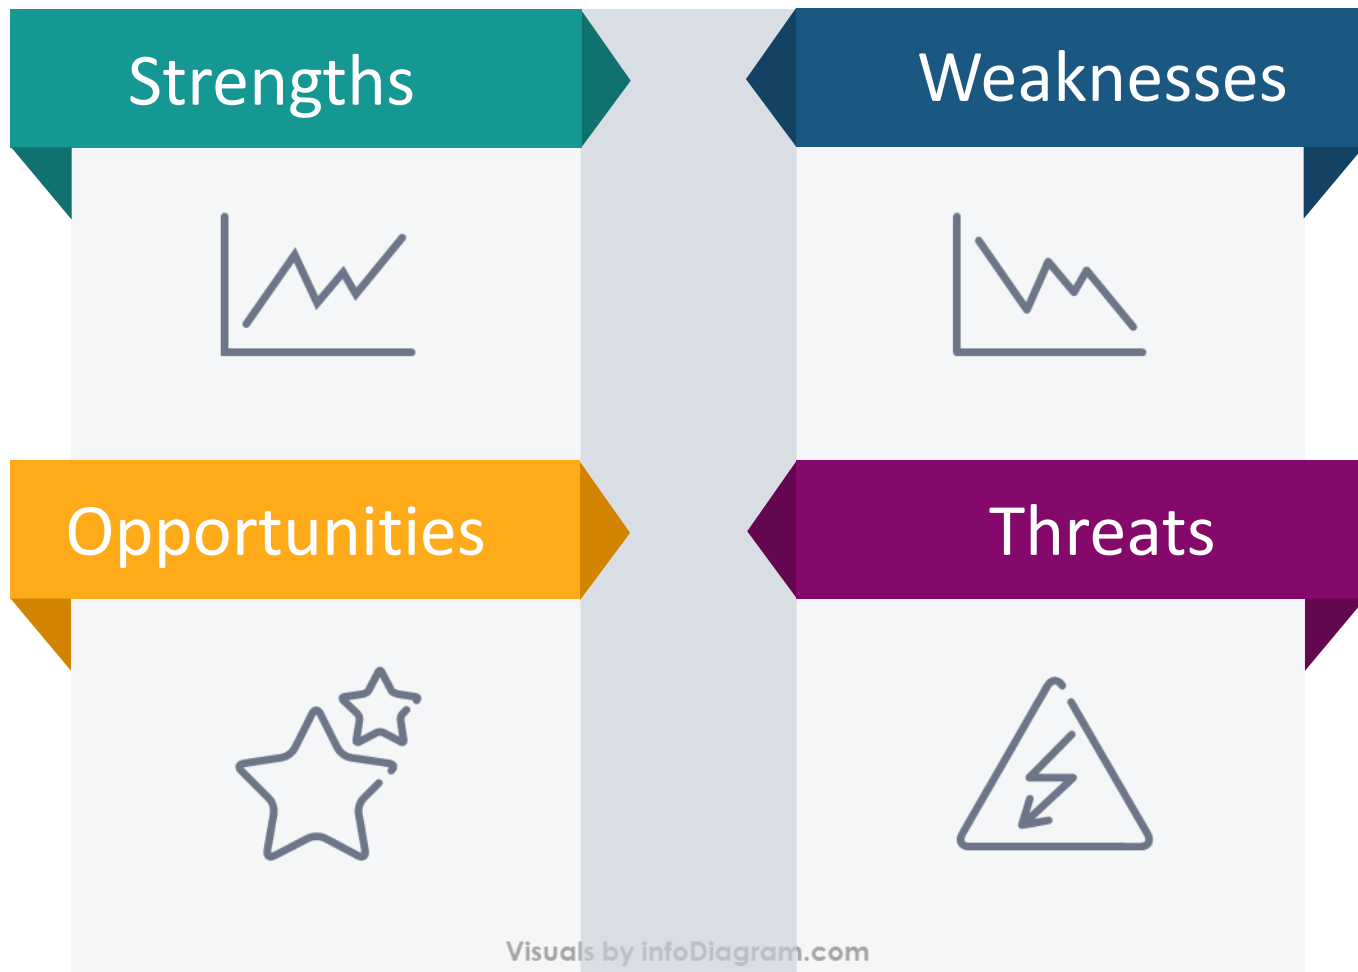 Strengths
Weaknesses
Opportunities
Threats
Visuals by infoDiagram.com